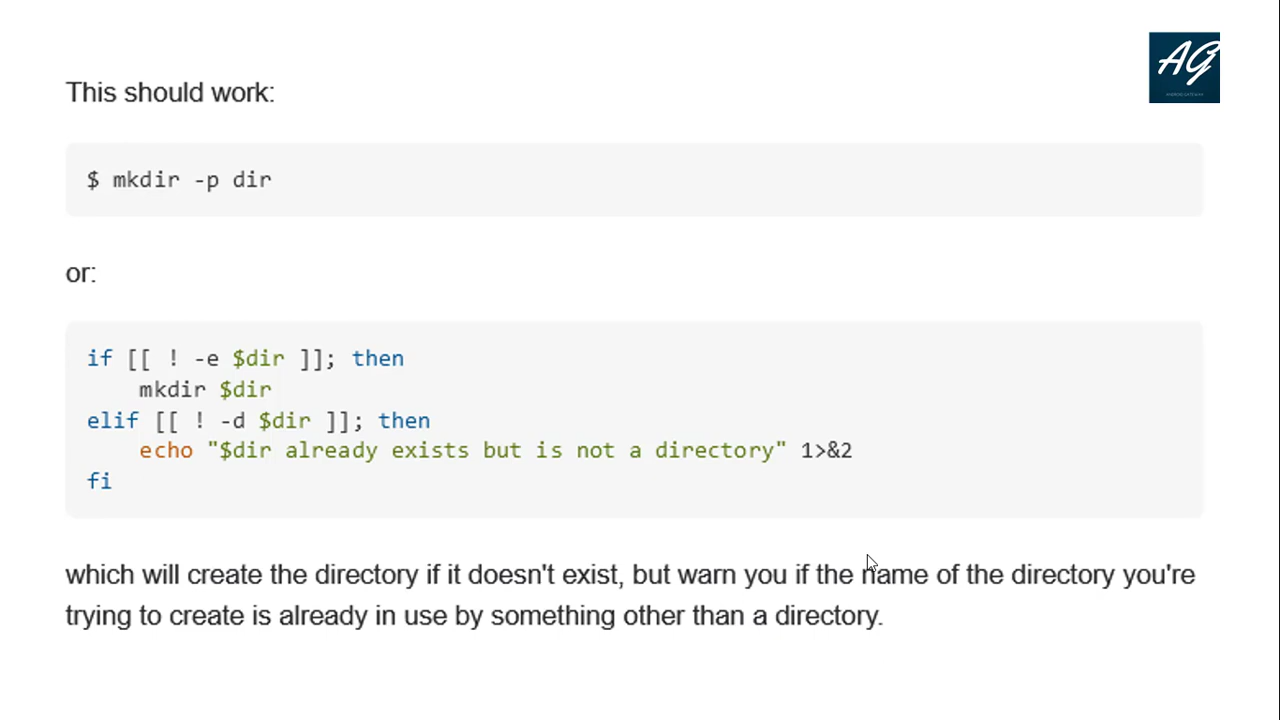 AG
This should work:
$ mkdir -p dir
or:
if [[ ! -e $dir ]]; then
    mkdir $dir
elif [[ ! -d $dir ]]; then
    echo "$dir already exists but is not a directory" 1>&2
fi
which will create the directory if it doesn't exist, but warn you if the name of the directory you're
trying to create is already in use by something other than a directory.